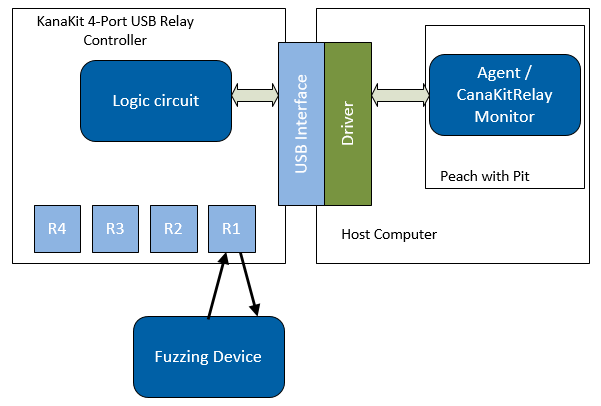 KanaKit 4-Port USB Relay
Controller
Logic circuit
USB Interface
Driver
Agent /
CanaKitRelay
Monitor
Peach with Pit
R4
R3
R2
R1
Host Computer
Fuzzing Device